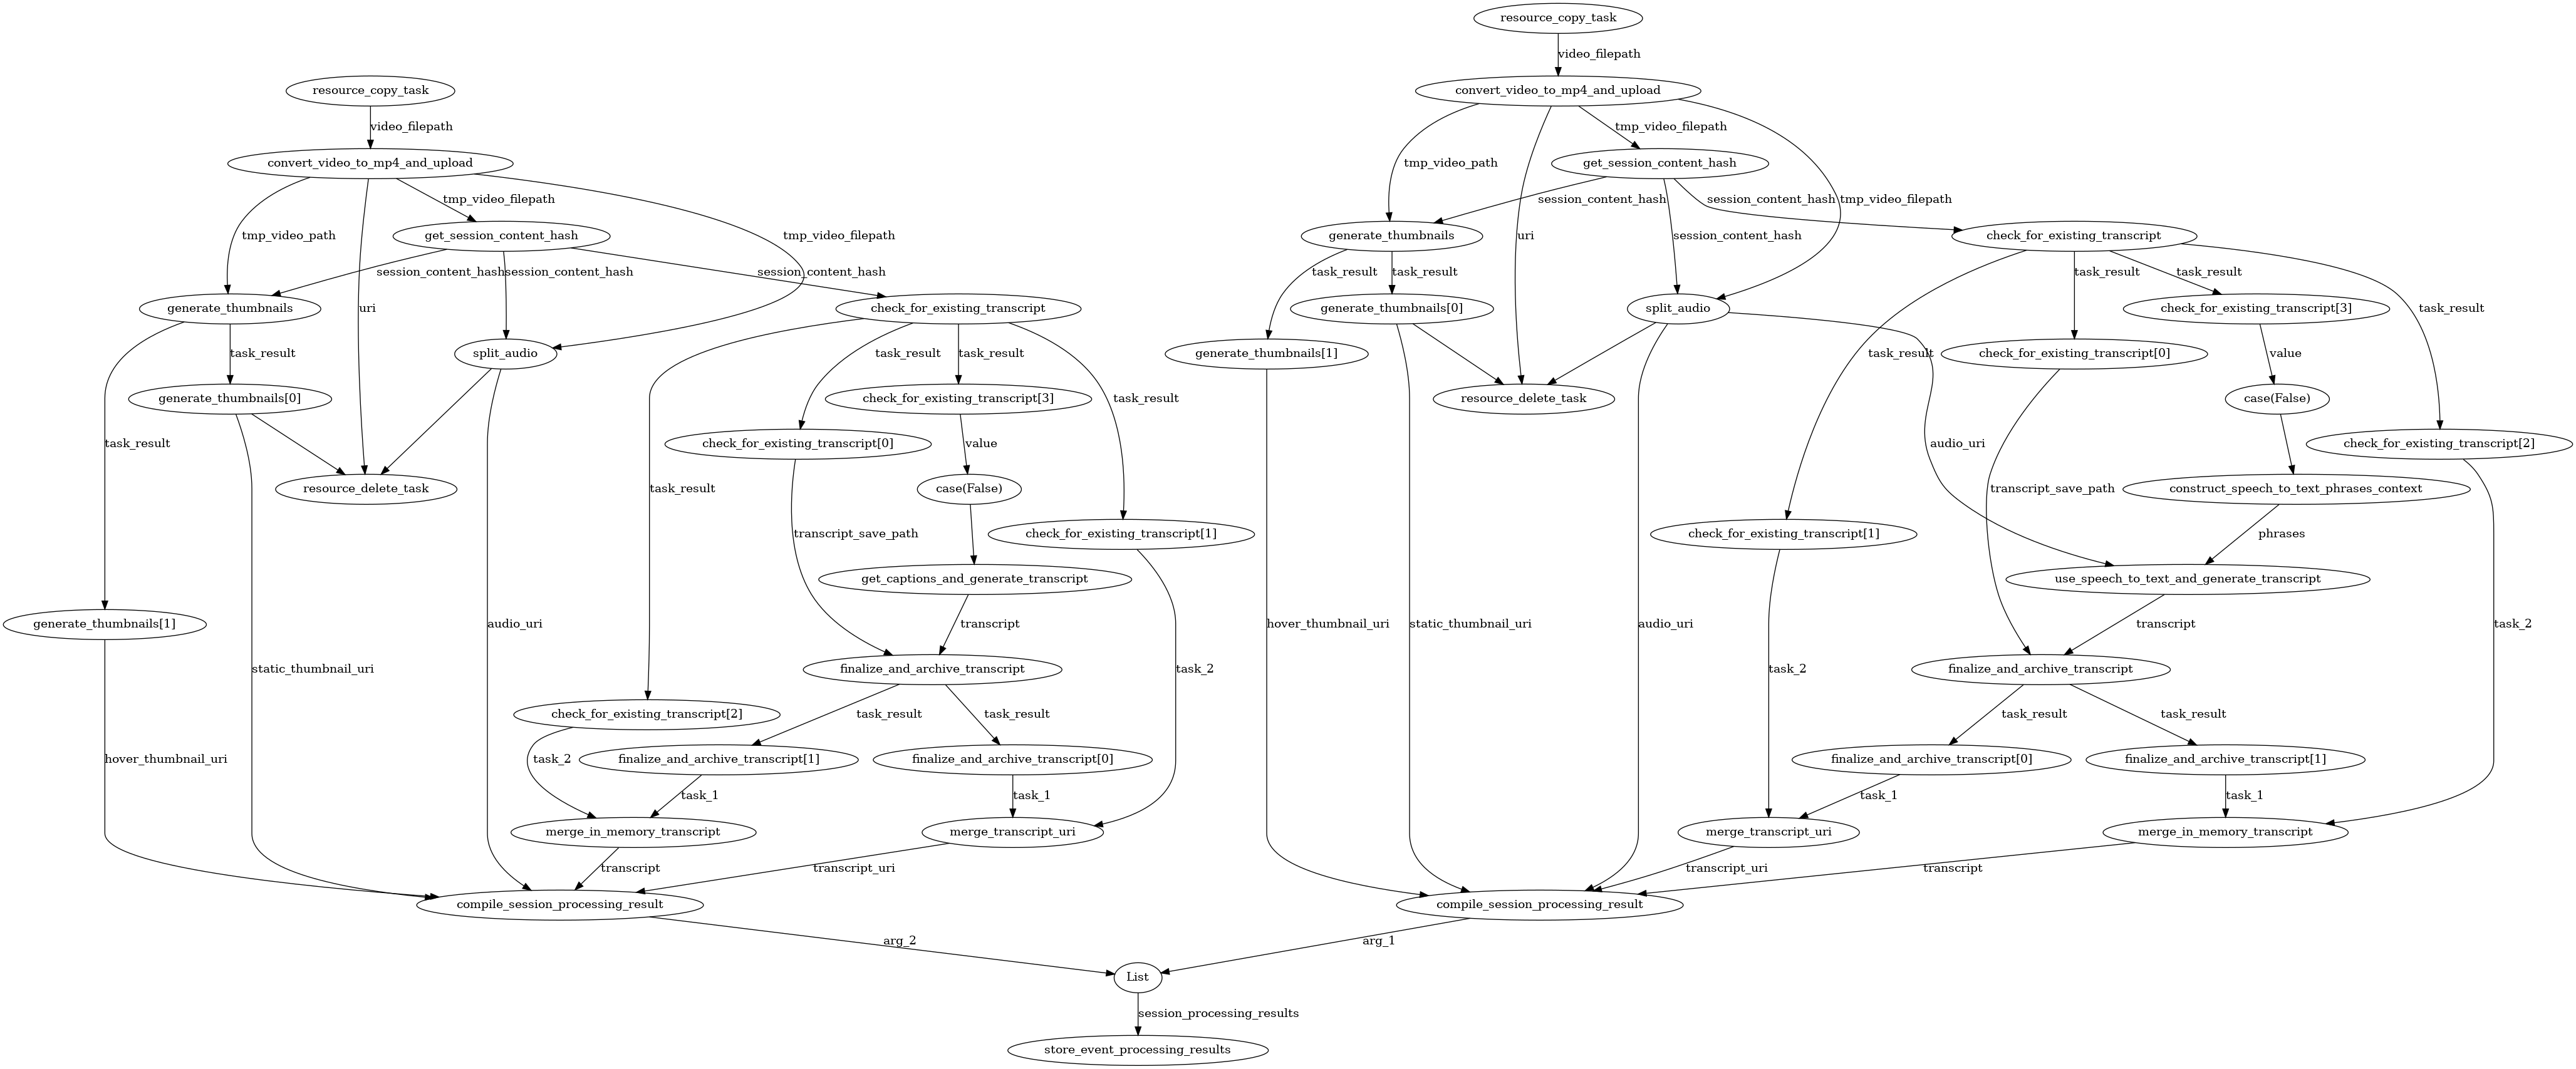 resource_copy_task
video_filepath
resource_copy_task
convert_video_to_mp4_and_upload
video_filepath
tmp_video_filepath
convert_video_to_mp4_and_upload
tmp_video_path
get_session_content_hash
tmp_video_filepath
session_content_hash
session_content_hash
tmp_video_filepath
tmp_video_path
get_session_content_hash
tmp_video_filepath
generate_thumbnails
uri
session_content_hash
check_for_existing_transcript
session_content_hash
session_content_hash
session_content_hash
task_result
task_result
task_result
task_result
generate_thumbnails
uri
check_for_existing_transcript
generate_thumbnails[0]
split_audio
check_for_existing_transcript[3]
task_result
task_result
split_audio
task_result
task_result
generate_thumbnails[1]
task_result
check_for_existing_transcript[0]
value
generate_thumbnails[0]
check_for_existing_transcript[3]
task_result
resource_delete_task
case(False)
task_result
check_for_existing_transcript[0]
value
audio_uri
check_for_existing_transcript[2]
resource_delete_task
task_result
case(False)
transcript_save_path
construct_speech_to_text_phrases_context
transcript_save_path
check_for_existing_transcript[1]
check_for_existing_transcript[1]
phrases
get_captions_and_generate_transcript
use_speech_to_text_and_generate_transcript
generate_thumbnails[1]
audio_uri
transcript
hover_thumbnail_uri
static_thumbnail_uri
audio_uri
transcript
task_2
static_thumbnail_uri
finalize_and_archive_transcript
task_2
task_2
finalize_and_archive_transcript
check_for_existing_transcript[2]
task_result
task_result
task_result
task_result
hover_thumbnail_uri
task_2
finalize_and_archive_transcript[1]
finalize_and_archive_transcript[0]
finalize_and_archive_transcript[0]
finalize_and_archive_transcript[1]
task_1
task_1
task_1
task_1
merge_in_memory_transcript
merge_transcript_uri
merge_transcript_uri
merge_in_memory_transcript
transcript
transcript_uri
transcript_uri
transcript
compile_session_processing_result
compile_session_processing_result
arg_2
arg_1
List
session_processing_results
store_event_processing_results